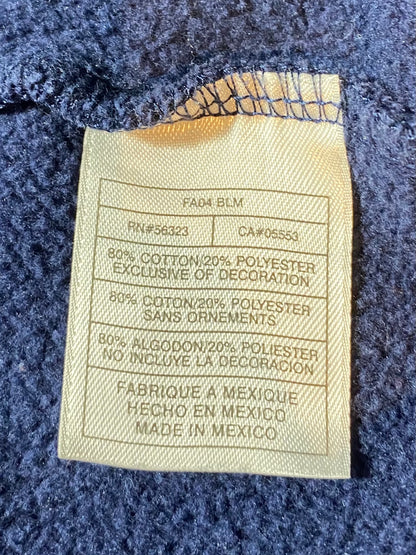 FA04 BLM
RN#56323 CA#05553
80% COTTON/20% POLYESTER
EXCLUSIVE OF DECORATION
80% COTON/20% POLYESTER
SANS ORNEMENTS
80% ALGODON/20% POLIESTER
NO INCLUYE LA DECORACION
FABRIQUE A MEXIQUE
HECHO EN MEXICO
MADE IN MEXICO